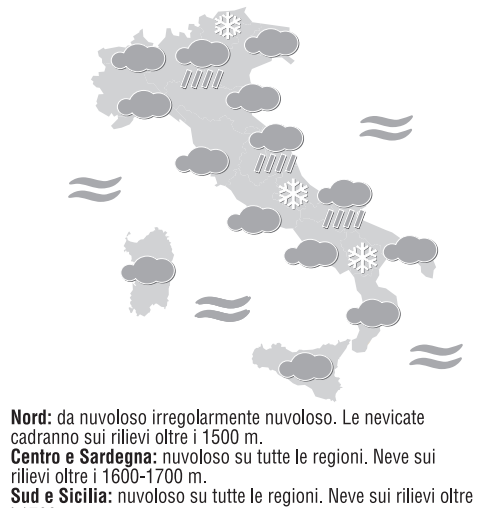 Nord: da nuvoloso irregolarmente nuvoloso. Le nevicate
cadranno sui rilievi oltre i 1500 m.
Centro e Sardegna: nuvoloso su tutte le regioni. Neve sui
rilievi oltre i 1600-1700 m.
Sud e Sicilia: nuvoloso su tutte le regioni. Neve sui rilievi oltre